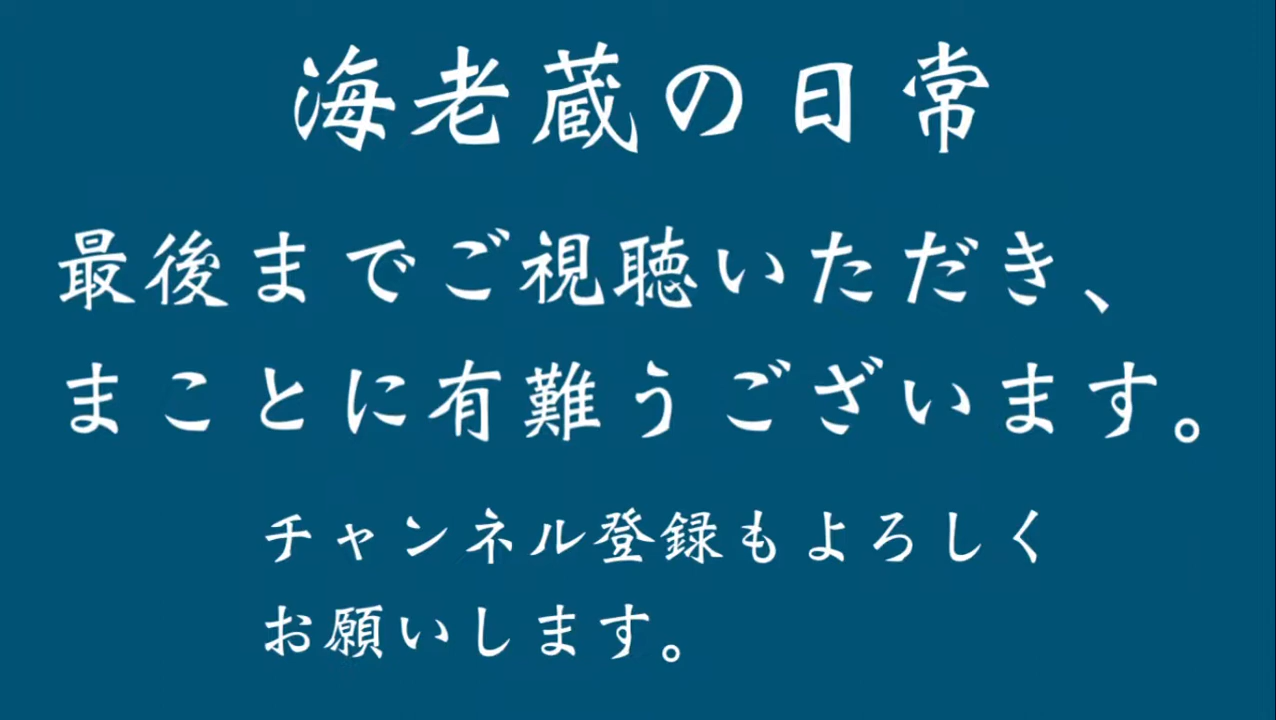 海老蔵の日常
最後までご視聴いただき、
まことに有難うございます。
チャンネル登録もよろしく
お願いします。